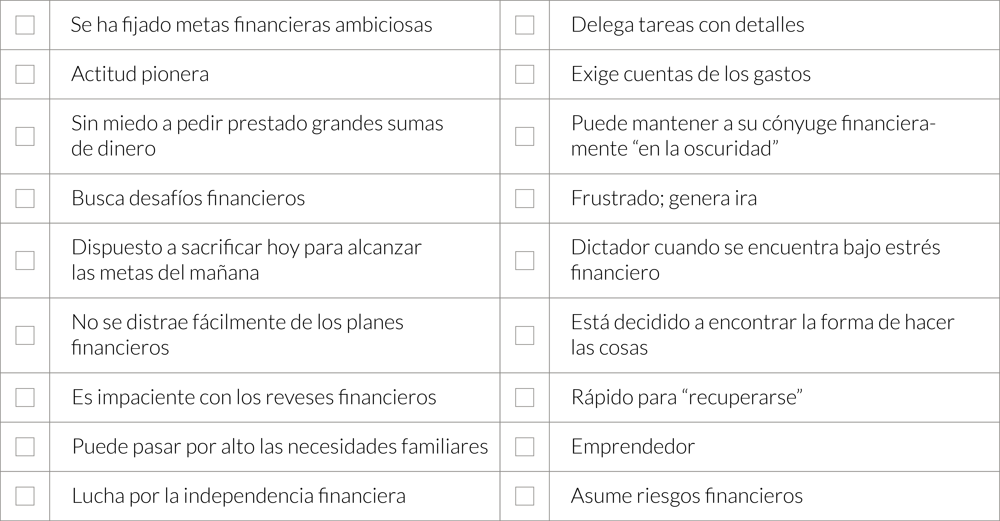 Se ha fijado metas financieras ambiciosas
Delega tareas con detalles
Actitud pionera
Exige cuentas de los gastos
Sin miedo a pedir prestado grandes sumas
de dinero
Puede mantener a su cónyuge financiera-
mente “en la oscuridad”
Busca desafíos financieros
Frustrado; genera ira
Dispuesto a sacrificar hoy para alcanzar
las metas del mañana
Dictador cuando se encuentra bajo estrés
financiero
No se distrae fácilmente de los planes
financieros
Está decidido a encontrar la forma de hacer
las cosas
Es impaciente con los reveses financieros
Rápido para “recuperarse”
Puede pasar por alto las necesidades familiares
Emprendedor
Lucha por la independencia financiera
Asume riesgos financieros